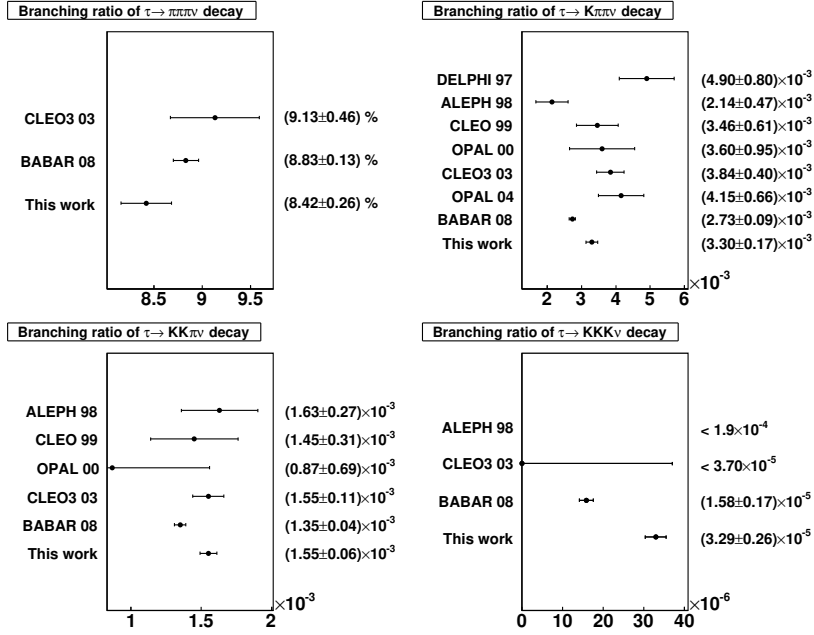 Branching ratio of τ→ πππν decay
CLEO3 03 (9.13±0.46) %
BABAR 08 (8.83±0.13) %
This work (8.42±0.26) %
8.5 9 9.5
Branching ratio of τ→ Kππν decay
DELPHI 97 (4.90±0.80)×10⁻³
ALEPH 98 (2.14±0.47)×10⁻³
CLEO 99 (3.46±0.61)×10⁻³
OPAL 00 (3.60±0.95)×10⁻³
CLEO3 03 (3.84±0.40)×10⁻³
OPAL 04 (4.15±0.66)×10⁻³
BABAR 08 (2.73±0.09)×10⁻³
This work (3.30±0.17)×10⁻³
×10⁻³
2 3 4 5 6
Branching ratio of τ→ KKπν decay
ALEPH 98 (1.63±0.27)×10⁻³
CLEO 99 (1.45±0.31)×10⁻³
OPAL 00 (0.87±0.69)×10⁻³
CLEO3 03 (1.55±0.11)×10⁻³
BABAR 08 (1.35±0.04)×10⁻³
This work (1.55±0.06)×10⁻³
×10⁻³
1 1.5 2
Branching ratio of τ→ KKKν decay
ALEPH 98 < 1.9×10⁻⁴
CLEO3 03 < 3.70×10⁻⁵
BABAR 08 (1.58±0.17)×10⁻⁵
This work (3.29±0.26)×10⁻⁵
×10⁻⁶
0 10 20 30 40